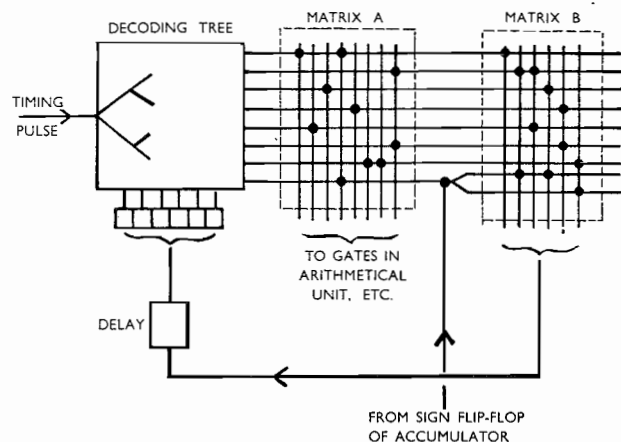 DECODING TREE
MATRIX A
MATRIX B
TIMING
PULSE
TO GATES IN
ARITHMETICAL
UNIT, ETC.
DELAY
FROM SIGN FLIP-FLOP
OF ACCUMULATOR